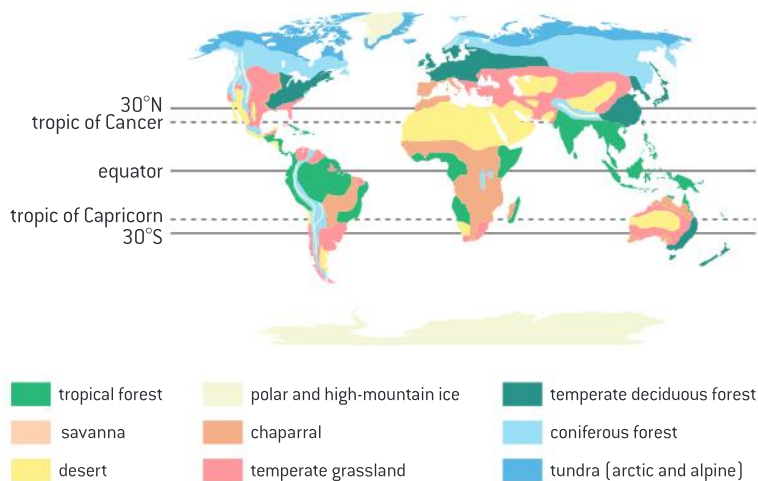 30°N
tropic of Cancer
equator
tropic of Capricorn
30°S
tropical forest
polar and high-mountain ice
temperate deciduous forest
savanna
chaparral
coniferous forest
desert
temperate grassland
tundra (arctic and alpine)